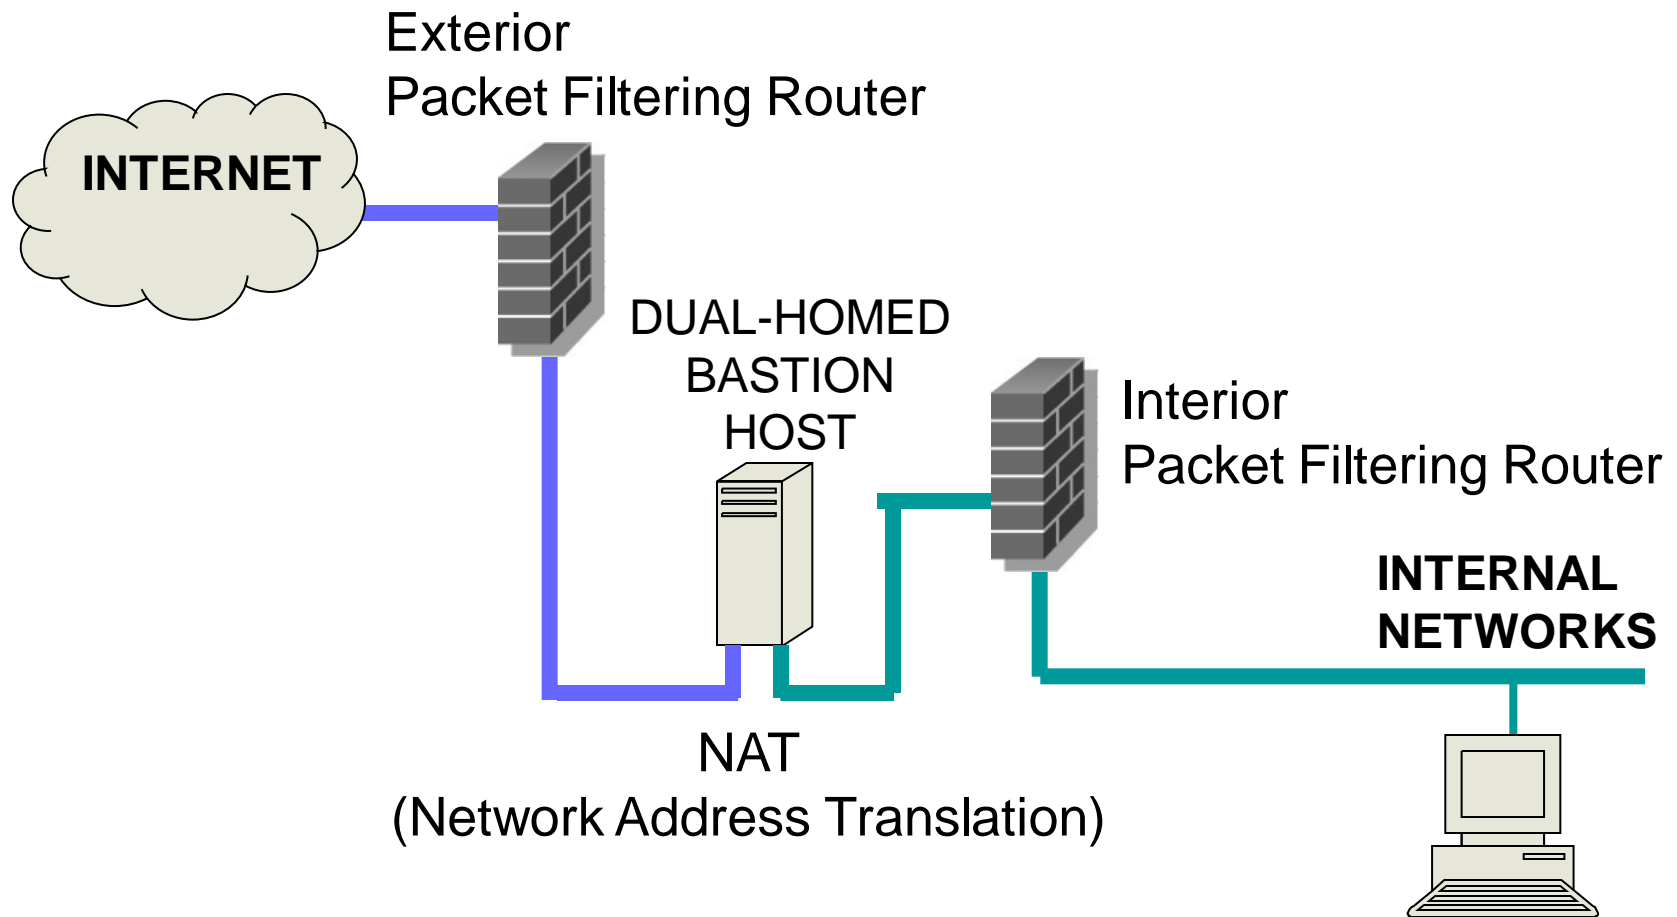 Exterior
Packet Filtering Router
INTERNET
DUAL-HOMED
BASTION
HOST
Interior
Packet Filtering Router
INTERNAL
NETWORKS
NAT
(Network Address Translation)